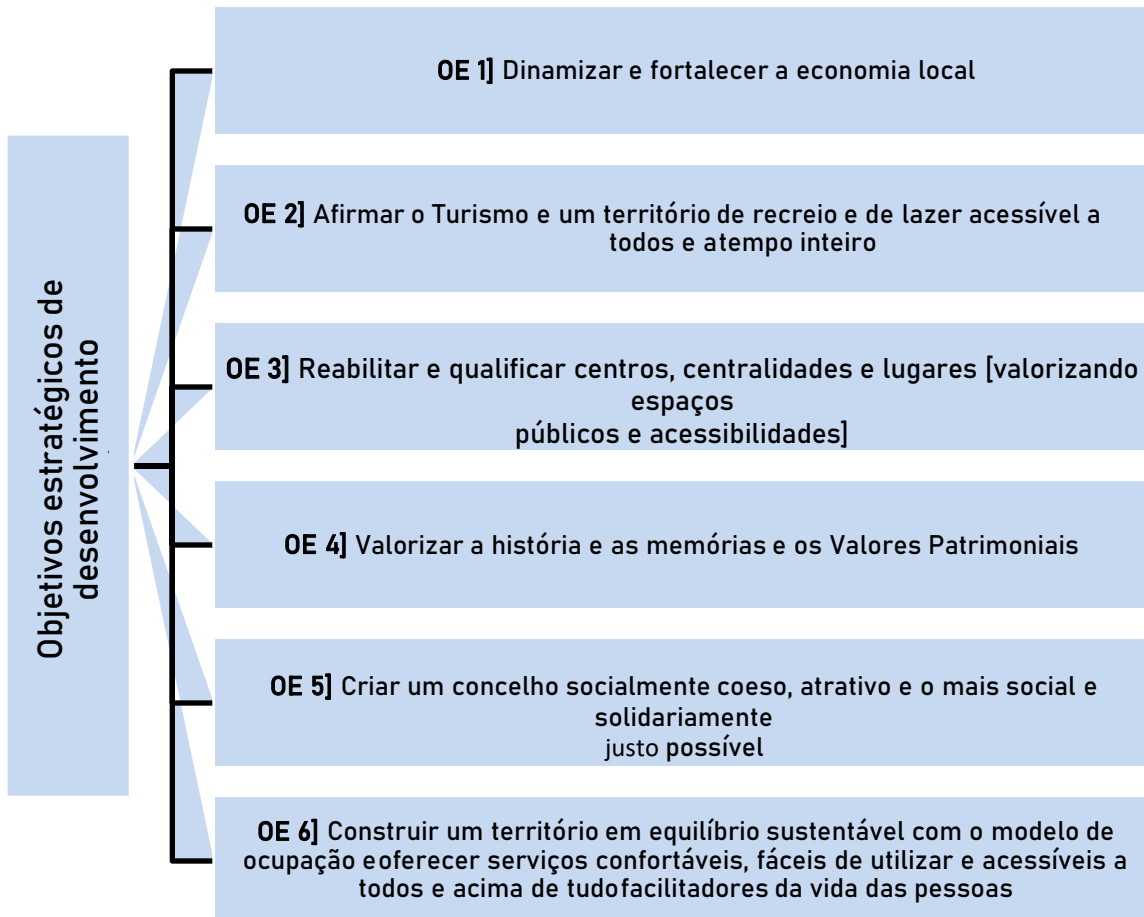 Objetivos estratégicos de
desenvolvimento
OE 1] Dinamizar e fortalecer a economia local
OE 2] Afirmar o Turismo e um território de recreio e de lazer acessível a
todos e atempo inteiro
OE 3] Reabilitar e qualificar centros, centralidades e lugares [valorizando
espaços
públicos e acessibilidades]
OE 4] Valorizar a história e as memórias e os Valores Patrimoniais
OE 5] Criar um concelho socialmente coeso, atrativo e o mais social e
solidariamente
justo possível
OE 6] Construir um território em equilíbrio sustentável com o modelo de
ocupação eoferecer serviços confortáveis, fáceis de utilizar e acessíveis a
todos e acima de tudofacilitadores da vida das pessoas